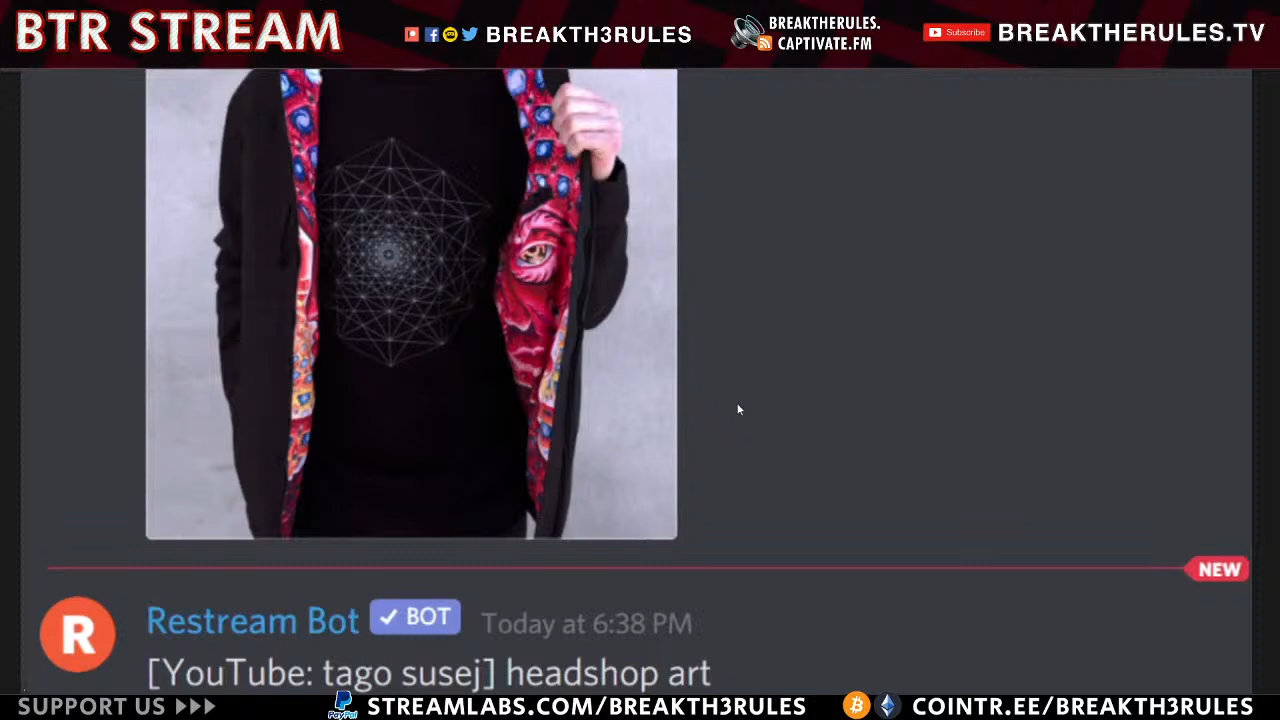 BTR STREAM
BREAKTH3RULES
BREAKTHERULES.
CAPTIVATE.FM
Subscribe
BREAKTHERULES.TV
NEW
R
Restream Bot ✓ BOT Today at 6:38 PM
[YouTube: tago susej] headshop art
SUPPORT US >>>
PayPal
STREAMLABS.COM/BREAKTH3RULES
COINTR.EE/BREAKTH3RULES